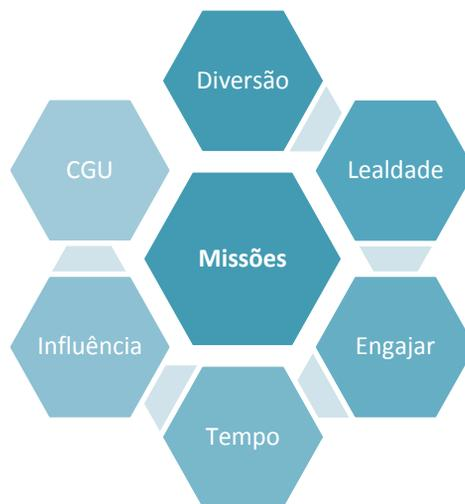 Diversão
CGU
Lealdade
Missões
Influência
Engajar
Tempo